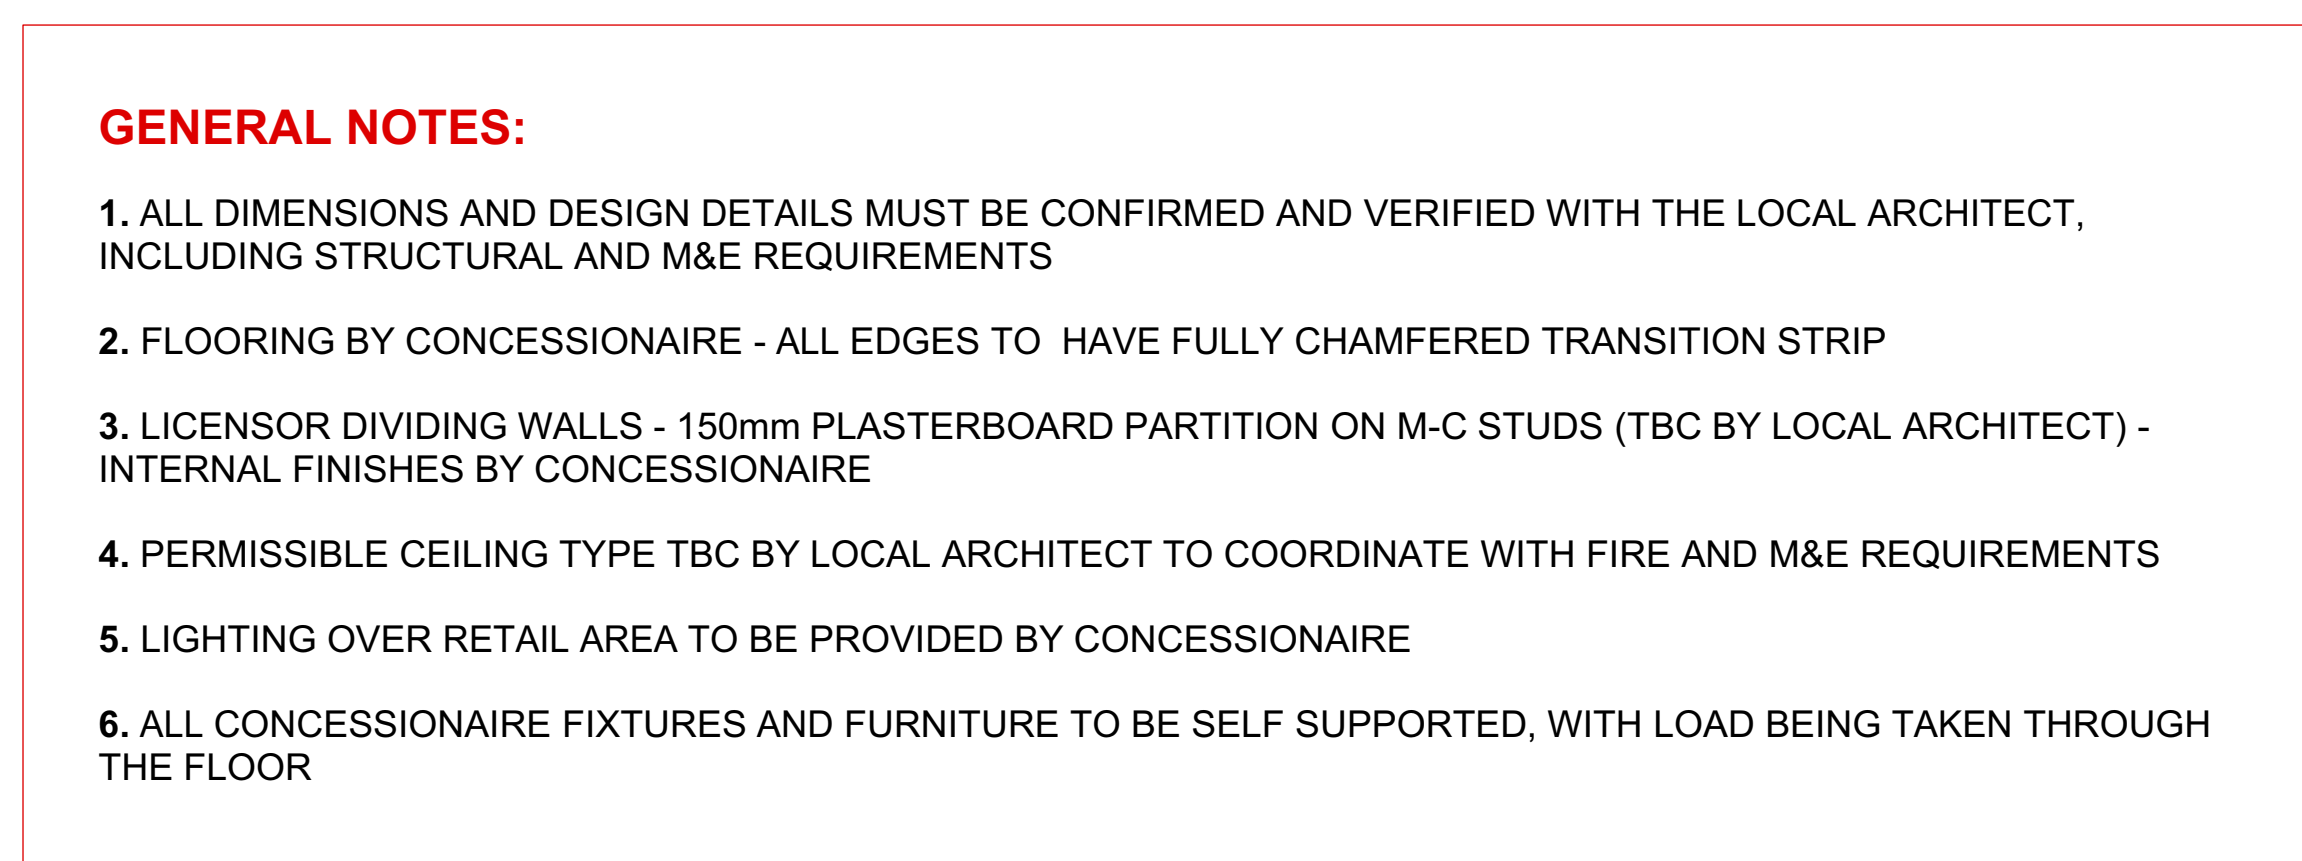 GENERAL NOTES:
1. ALL DIMENSIONS AND DESIGN DETAILS MUST BE CONFIRMED AND VERIFIED WITH THE LOCAL ARCHITECT,
INCLUDING STRUCTURAL AND M&E REQUIREMENTS
2. FLOORING BY CONCESSIONAIRE - ALL EDGES TO  HAVE FULLY CHAMFERED TRANSITION STRIP
3. LICENSOR DIVIDING WALLS - 150mm PLASTERBOARD PARTITION ON M-C STUDS (TBC BY LOCAL ARCHITECT) -
INTERNAL FINISHES BY CONCESSIONAIRE
4. PERMISSIBLE CEILING TYPE TBC BY LOCAL ARCHITECT TO COORDINATE WITH FIRE AND M&E REQUIREMENTS
5. LIGHTING OVER RETAIL AREA TO BE PROVIDED BY CONCESSIONAIRE
6. ALL CONCESSIONAIRE FIXTURES AND FURNITURE TO BE SELF SUPPORTED, WITH LOAD BEING TAKEN THROUGH
THE FLOOR